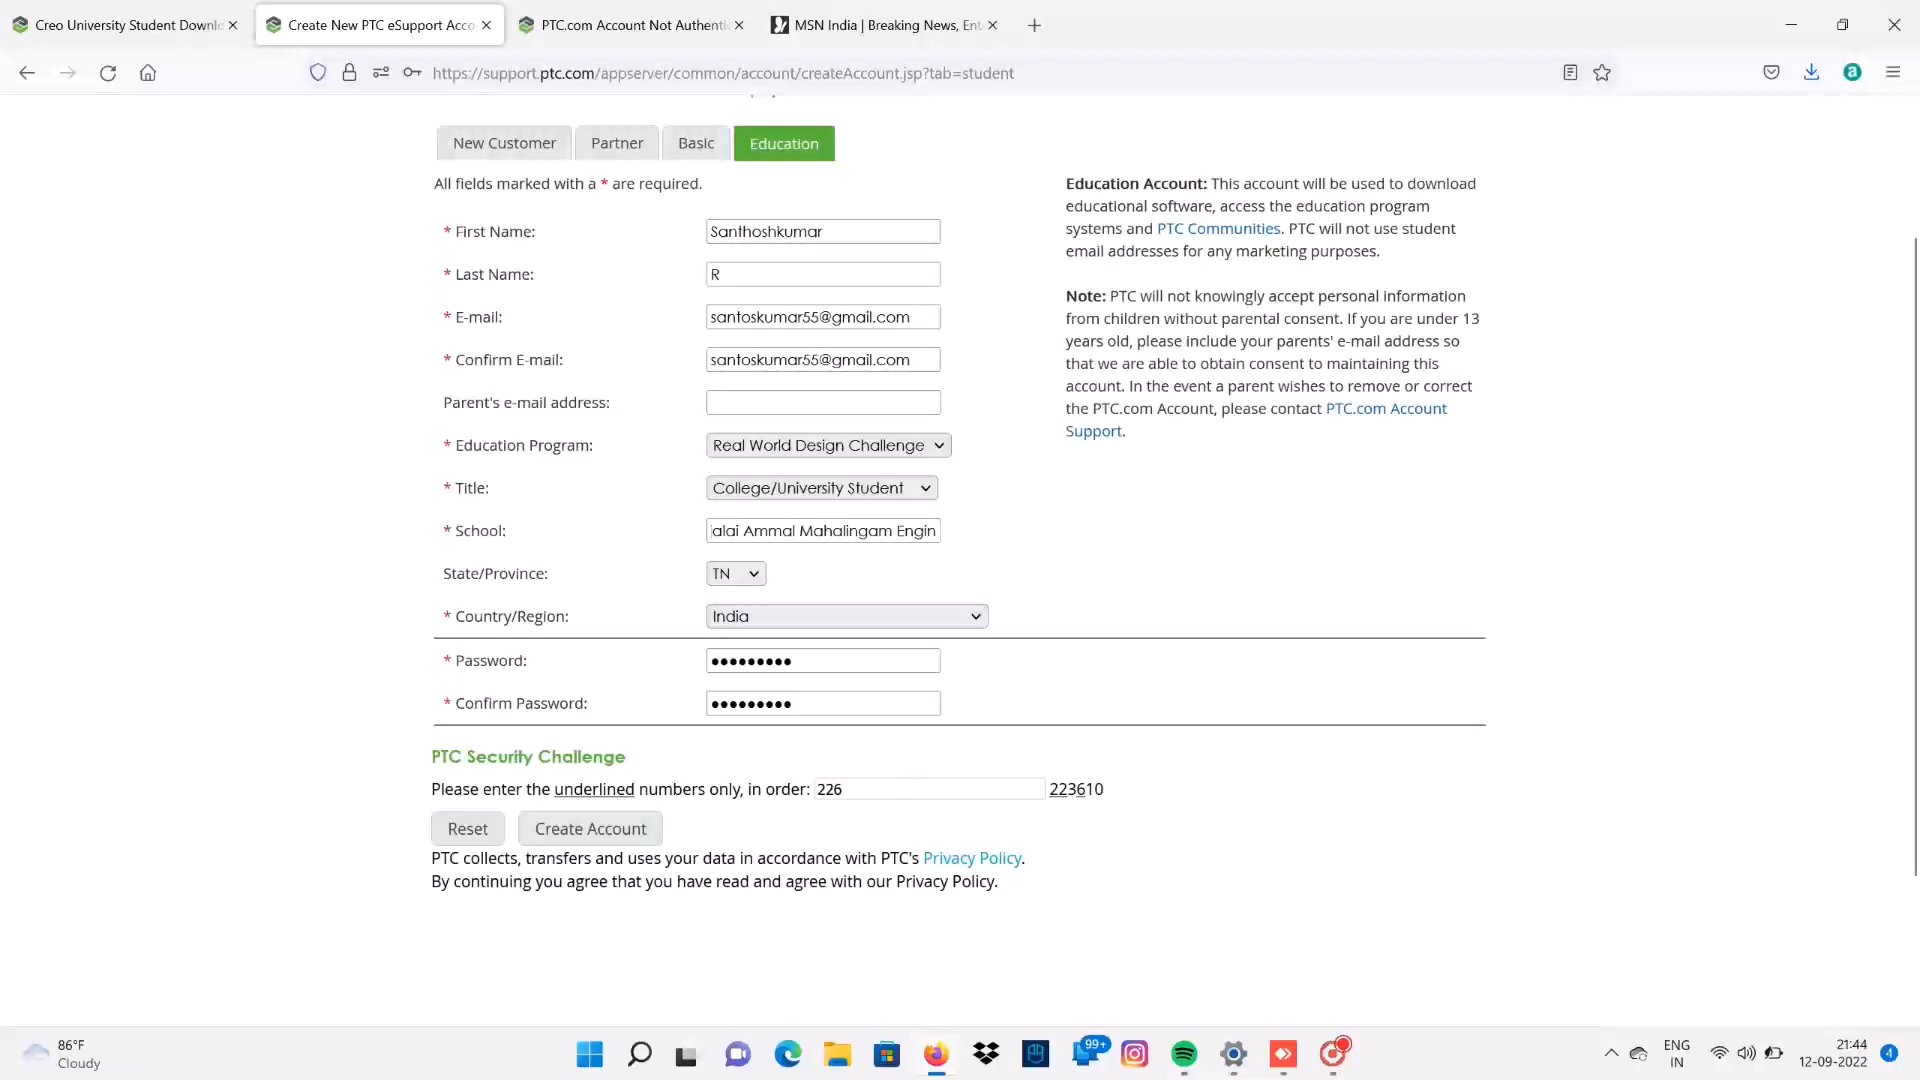 Creo University Student Downlo
Create New PTC eSupport Acco
PTC.com Account Not Authenti
MSN India | Breaking News, Ent
https://support.ptc.com/appserver/common/account/createAccount.jsp?tab=student
New Customer
Partner
Basic
Education
All fields marked with a * are required.
* First Name:
Santhoshkumar
* Last Name:
R
* E-mail:
santoskumar55@gmail.com
* Confirm E-mail:
santoskumar55@gmail.com
Parent's e-mail address:
* Education Program:
Real World Design Challenge
* Title:
College/University Student
* School:
alai Ammal Mahalingam Engin
State/Province:
TN
* Country/Region:
India
* Password:
●●●●●●●●●
* Confirm Password:
●●●●●●●●●
Education Account: This account will be used to download
educational software, access the education program
systems and PTC Communities. PTC will not use student
email addresses for any marketing purposes.
Note: PTC will not knowingly accept personal information
from children without parental consent. If you are under 13
years old, please include your parents' e-mail address so
that we are able to obtain consent to maintaining this
account. In the event a parent wishes to remove or correct
the PTC.com Account, please contact PTC.com Account
Support.
PTC Security Challenge
Please enter the underlined numbers only, in order: 226 223610
Reset
Create Account
PTC collects, transfers and uses your data in accordance with PTC's Privacy Policy.
By continuing you agree that you have read and agree with our Privacy Policy.
86°F
Cloudy
99+
ENG
IN
21:44
12-09-2022
4